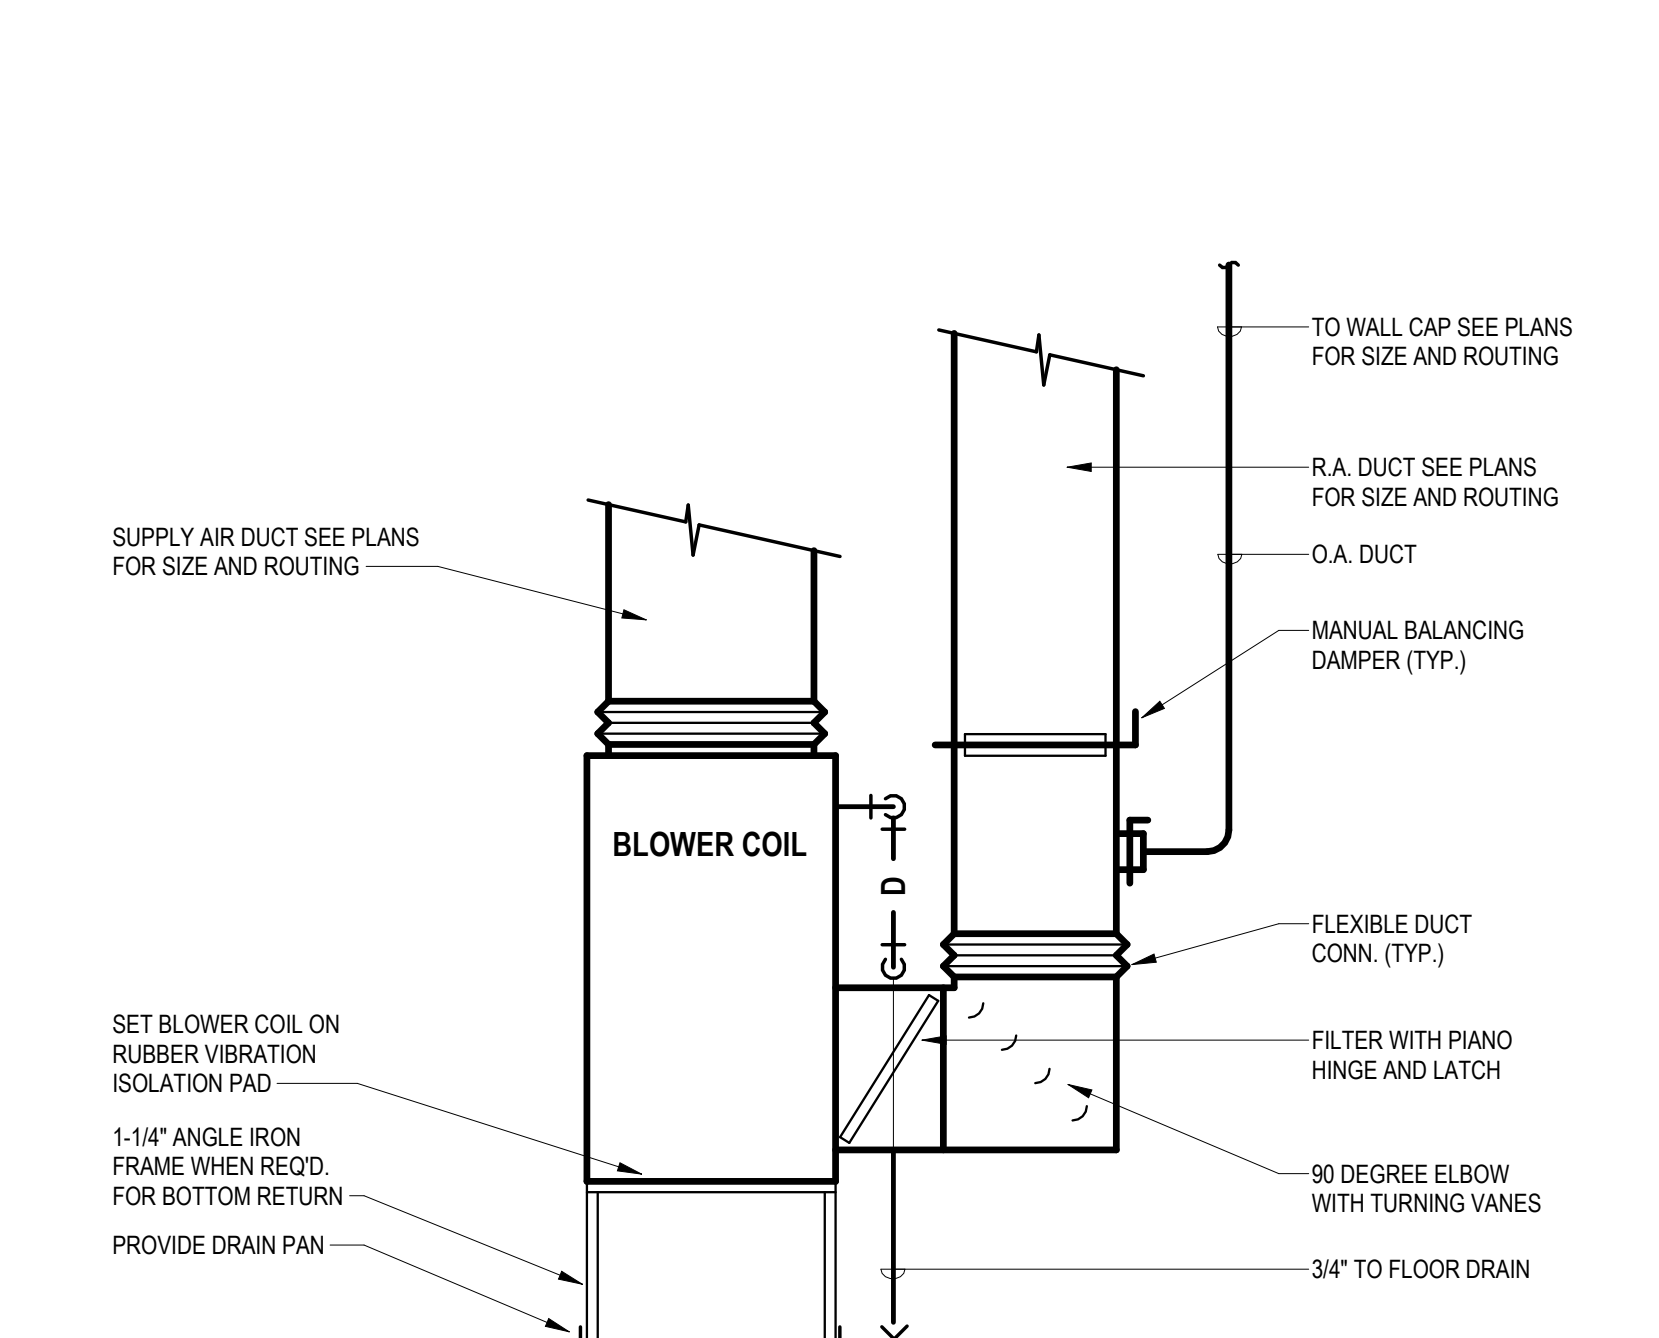 TO WALL CAP SEE PLANS
FOR SIZE AND ROUTING
R.A. DUCT SEE PLANS
FOR SIZE AND ROUTING
SUPPLY AIR DUCT SEE PLANS
FOR SIZE AND ROUTING
O.A. DUCT
MANUAL BALANCING
DAMPER (TYP.)
BLOWER COIL
D
FLEXIBLE DUCT
CONN. (TYP.)
SET BLOWER COIL ON
RUBBER VIBRATION
ISOLATION PAD
FILTER WITH PIANO
HINGE AND LATCH
1-1/4" ANGLE IRON
FRAME WHEN REQ'D.
FOR BOTTOM RETURN
90 DEGREE ELBOW
WITH TURNING VANES
PROVIDE DRAIN PAN
3/4" TO FLOOR DRAIN